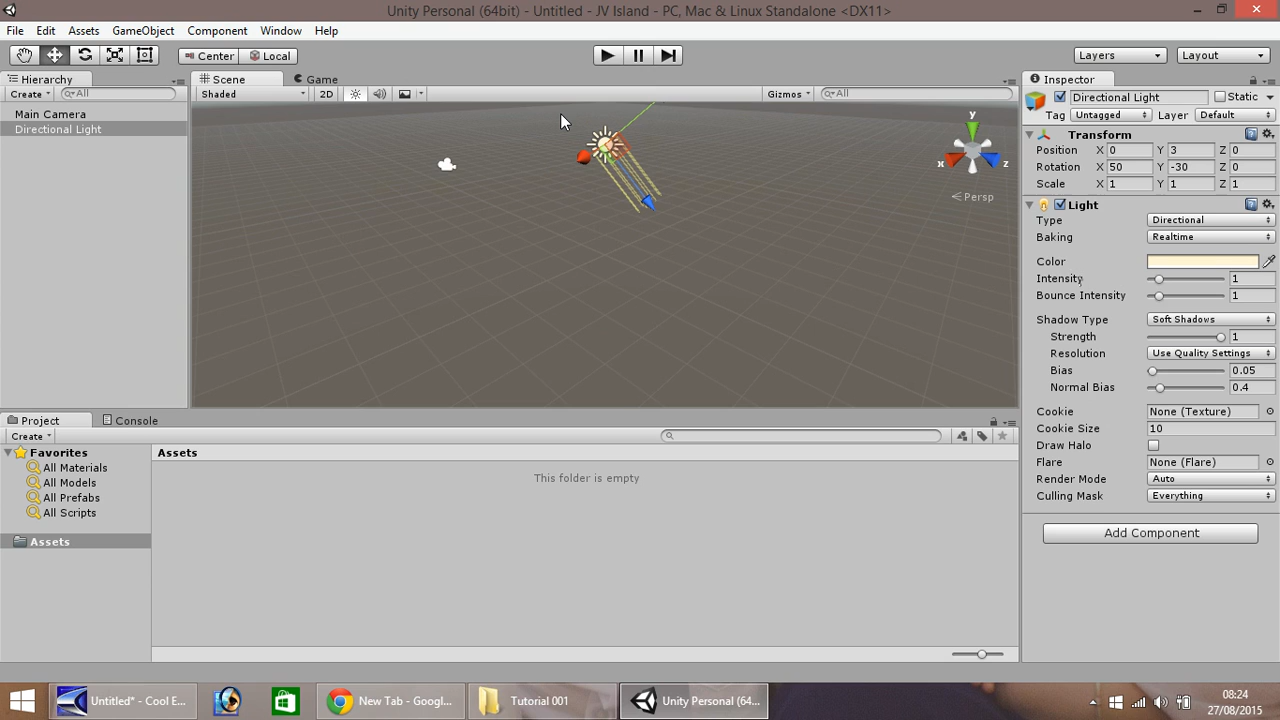 Unity Personal (64bit) - Untitled - JV Island - PC, Mac & Linux Standalone <DX11>
File Edit Assets GameObject Component Window Help
Center Local Layers Layout
Hierarchy
Create All
Main Camera
Directional Light
Scene Game
Shaded 2D Gizmos All
y
x z
Persp
Inspector
Directional Light Static
Tag Untagged Layer Default
Transform
Position X 0 Y 3 Z 0
Rotation X 50 Y -30 Z 0
Scale X 1 Y 1 Z 1
Light
Type Directional
Baking Realtime
Color
Intensity 1
Bounce Intensity 1
Shadow Type Soft Shadows
Strength 1
Resolution Use Quality Settings
Bias 0.05
Normal Bias 0.4
Cookie None (Texture)
Cookie Size 10
Draw Halo
Flare None (Flare)
Render Mode Auto
Culling Mask Everything
Add Component
Project Console
Create
Favorites
All Materials
All Models
All Prefabs
All Scripts
Assets
Assets
This folder is empty
Untitled* - Cool E...
New Tab - Googl...
Tutorial 001
Unity Personal (64...
08:24
27/08/2015